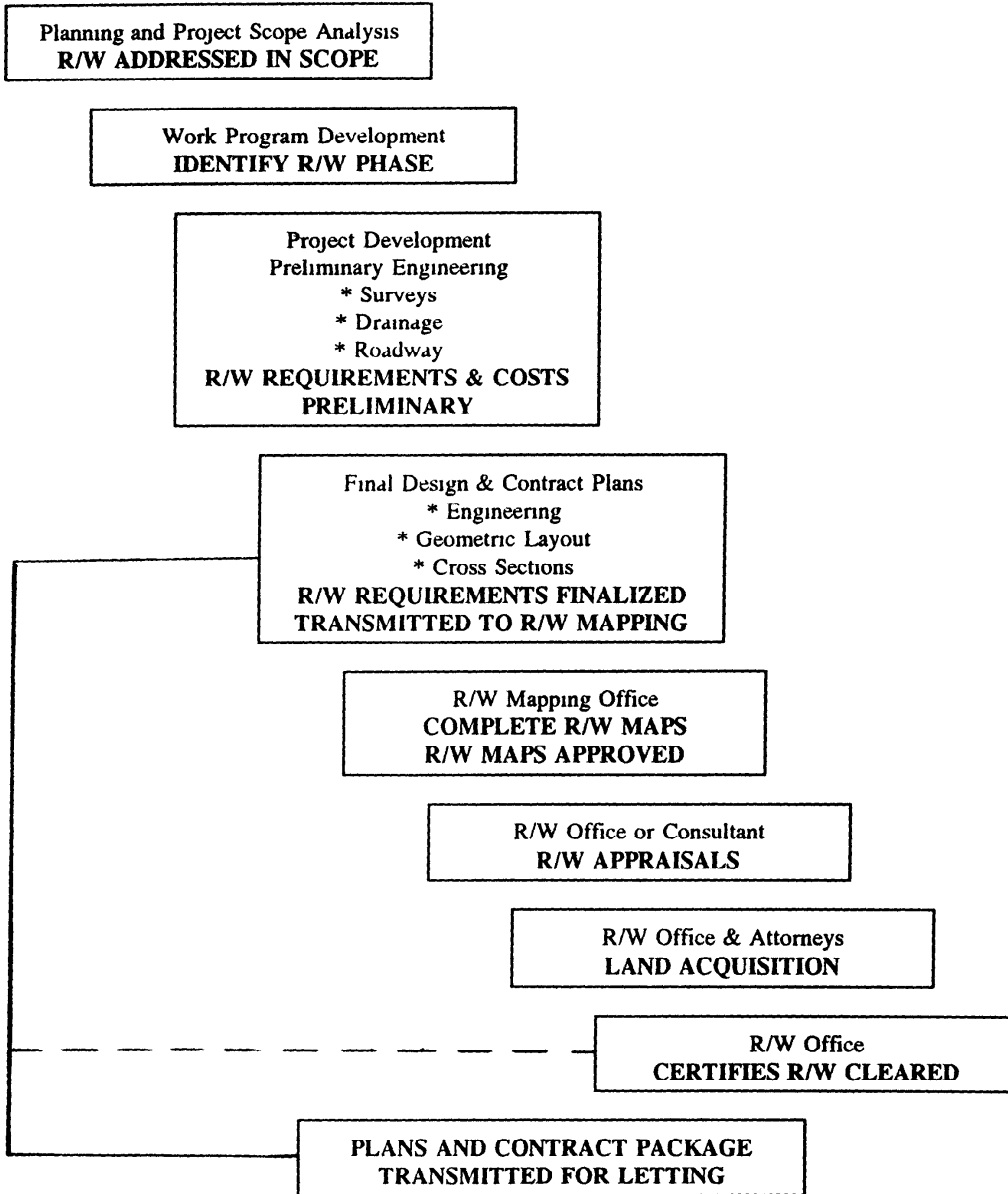 Planning and Project Scope Analysis
R/W ADDRESSED IN SCOPE
Work Program Development
IDENTIFY R/W PHASE
Project Development
Preliminary Engineering
* Surveys
* Drainage
* Roadway
R/W REQUIREMENTS & COSTS
PRELIMINARY
Final Design & Contract Plans
* Engineering
* Geometric Layout
* Cross Sections
R/W REQUIREMENTS FINALIZED
TRANSMITTED TO R/W MAPPING
R/W Mapping Office
COMPLETE R/W MAPS
R/W MAPS APPROVED
R/W Office or Consultant
R/W APPRAISALS
R/W Office & Attorneys
LAND ACQUISITION
R/W Office
CERTIFIES R/W CLEARED
PLANS AND CONTRACT PACKAGE
TRANSMITTED FOR LETTING